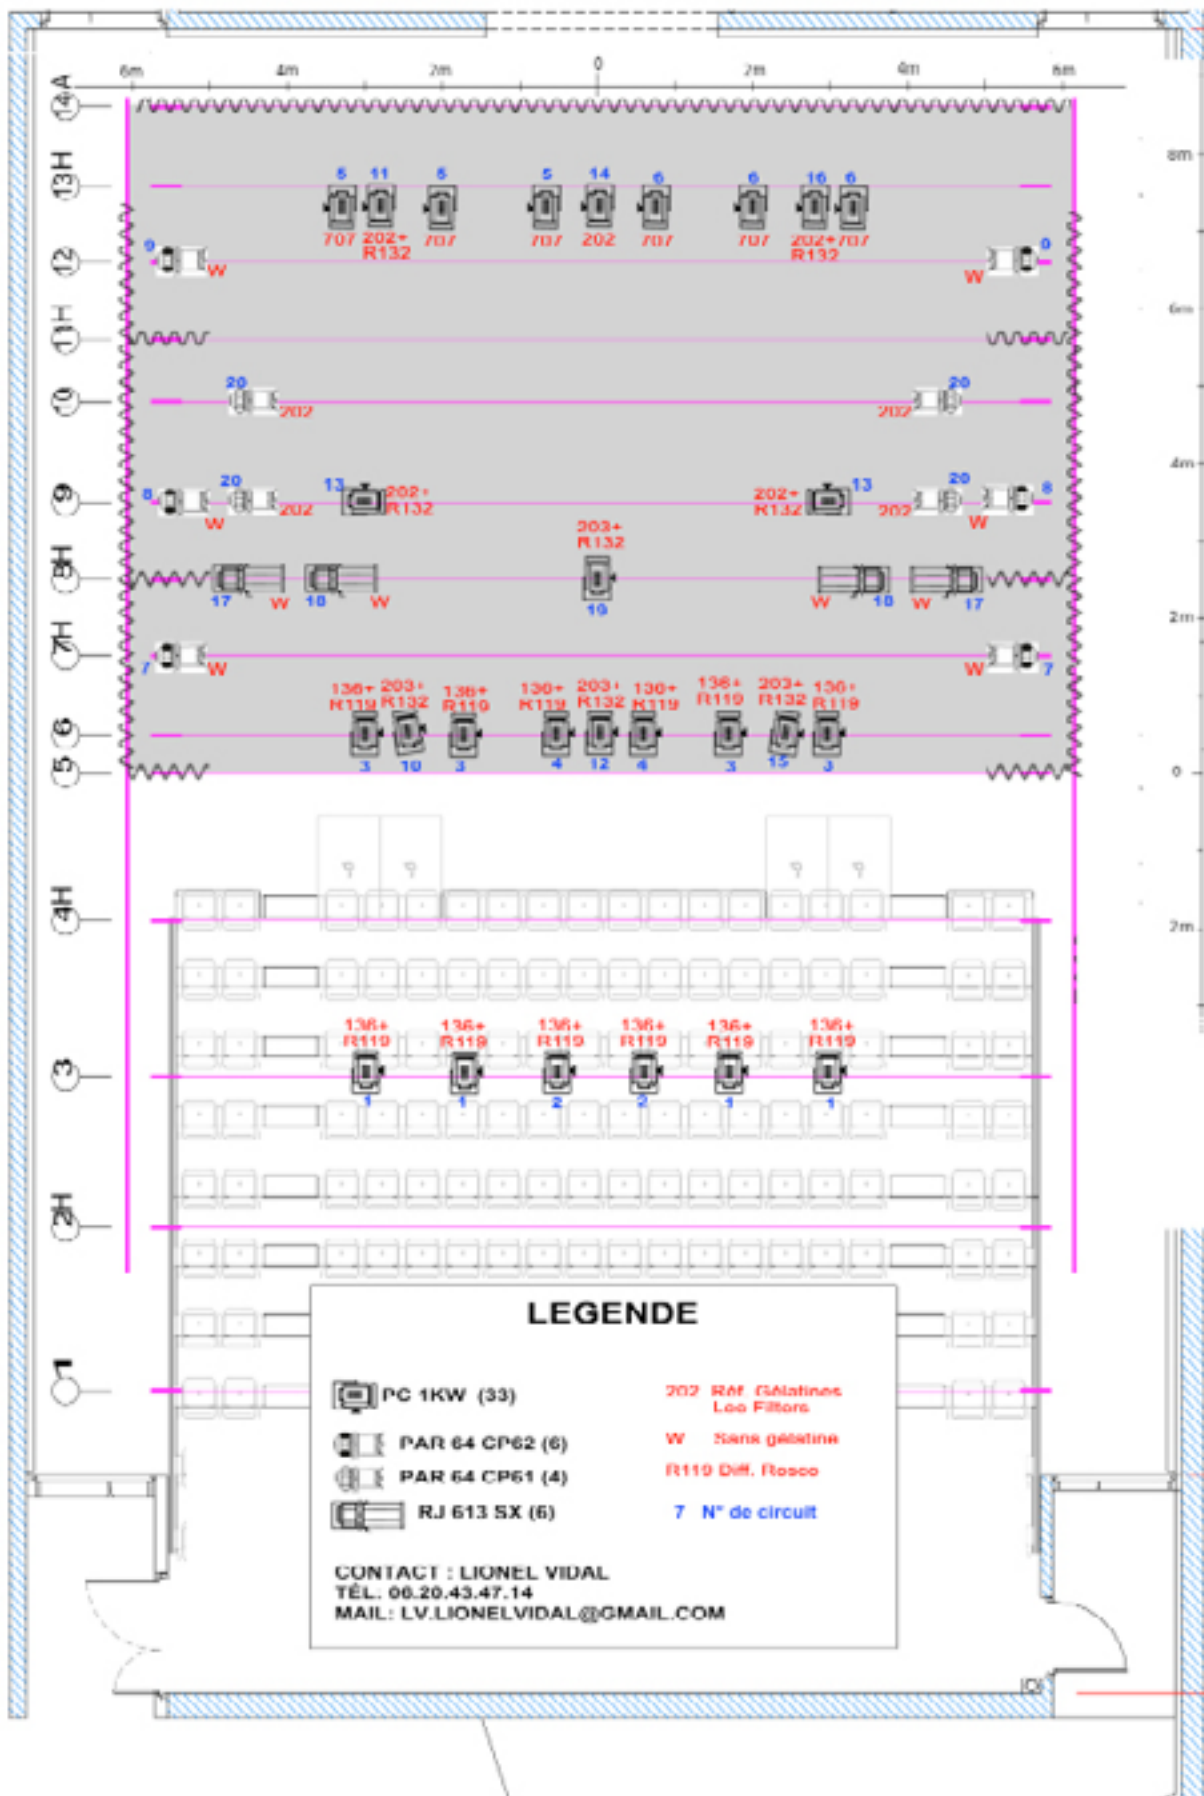 6m 4m 2m 0 2m 4m 6m
14A
13H
5 11 5 5 14 6 6 16 6
707 202+ 707 707 202 707 707 202+ 707
R132 R132
8m
12
9 W W 9
11H
6m
10
20 20
202 202
4m
9
8 20 13 202+ 202+ 13 20 8
W 202 R132 R132 202 W
203+
R132
8H
17 W 18 W 19 W 18 W 17
2m
7H
7 W W 7
136+ 203+ 136+ 136+ 203+ 136+ 136+ 203+ 136+
R119 R132 R119 R119 R132 R119 R119 R132 R119
6
3 10 3 4 12 4 3 15 3
5
0
4H
2m
136+ 136+ 136+ 136+ 136+ 136+
R119 R119 R119 R119 R119 R119
3
1 1 2 2 1 1
2H
1
LEGENDE
PC 1KW (33)
202 Réf. Gélatines
Lee Filters
PAR 64 CP62 (6)
W Sans gélatine
PAR 64 CP61 (4)
R119 Diff. Rosco
RJ 613 SX (6)
7 N° de circuit
CONTACT : LIONEL VIDAL
TÉL: 06.20.43.47.14
MAIL: LV.LIONELVIDAL@GMAIL.COM